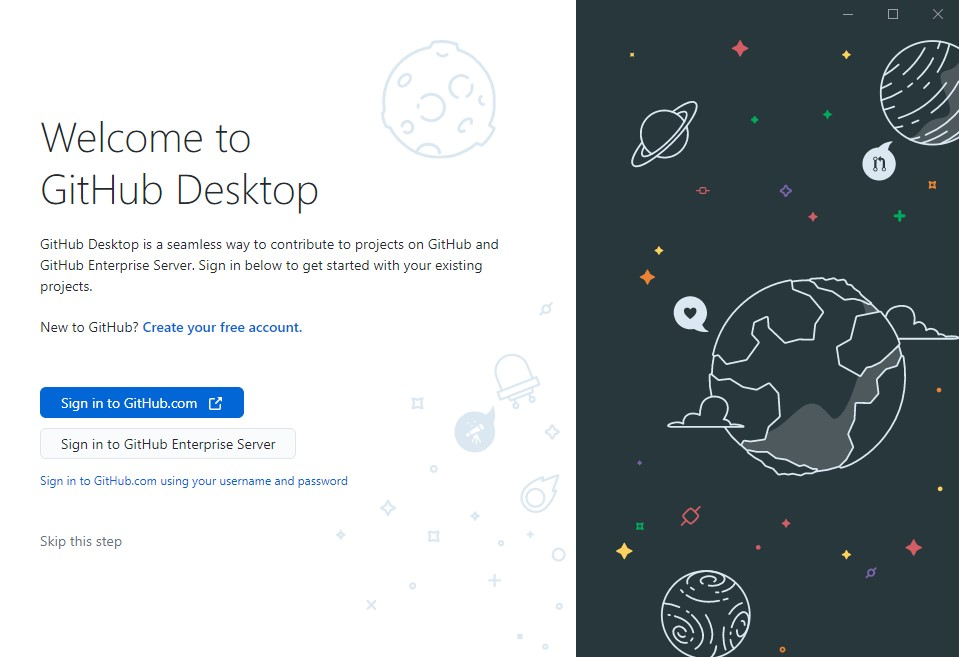 Welcome to
GitHub Desktop
GitHub Desktop is a seamless way to contribute to projects on GitHub and
GitHub Enterprise Server. Sign in below to get started with your existing
projects.
New to GitHub? Create your free account.
Sign in to GitHub.com
Sign in to GitHub Enterprise Server
Sign in to GitHub.com using your username and password
Skip this step